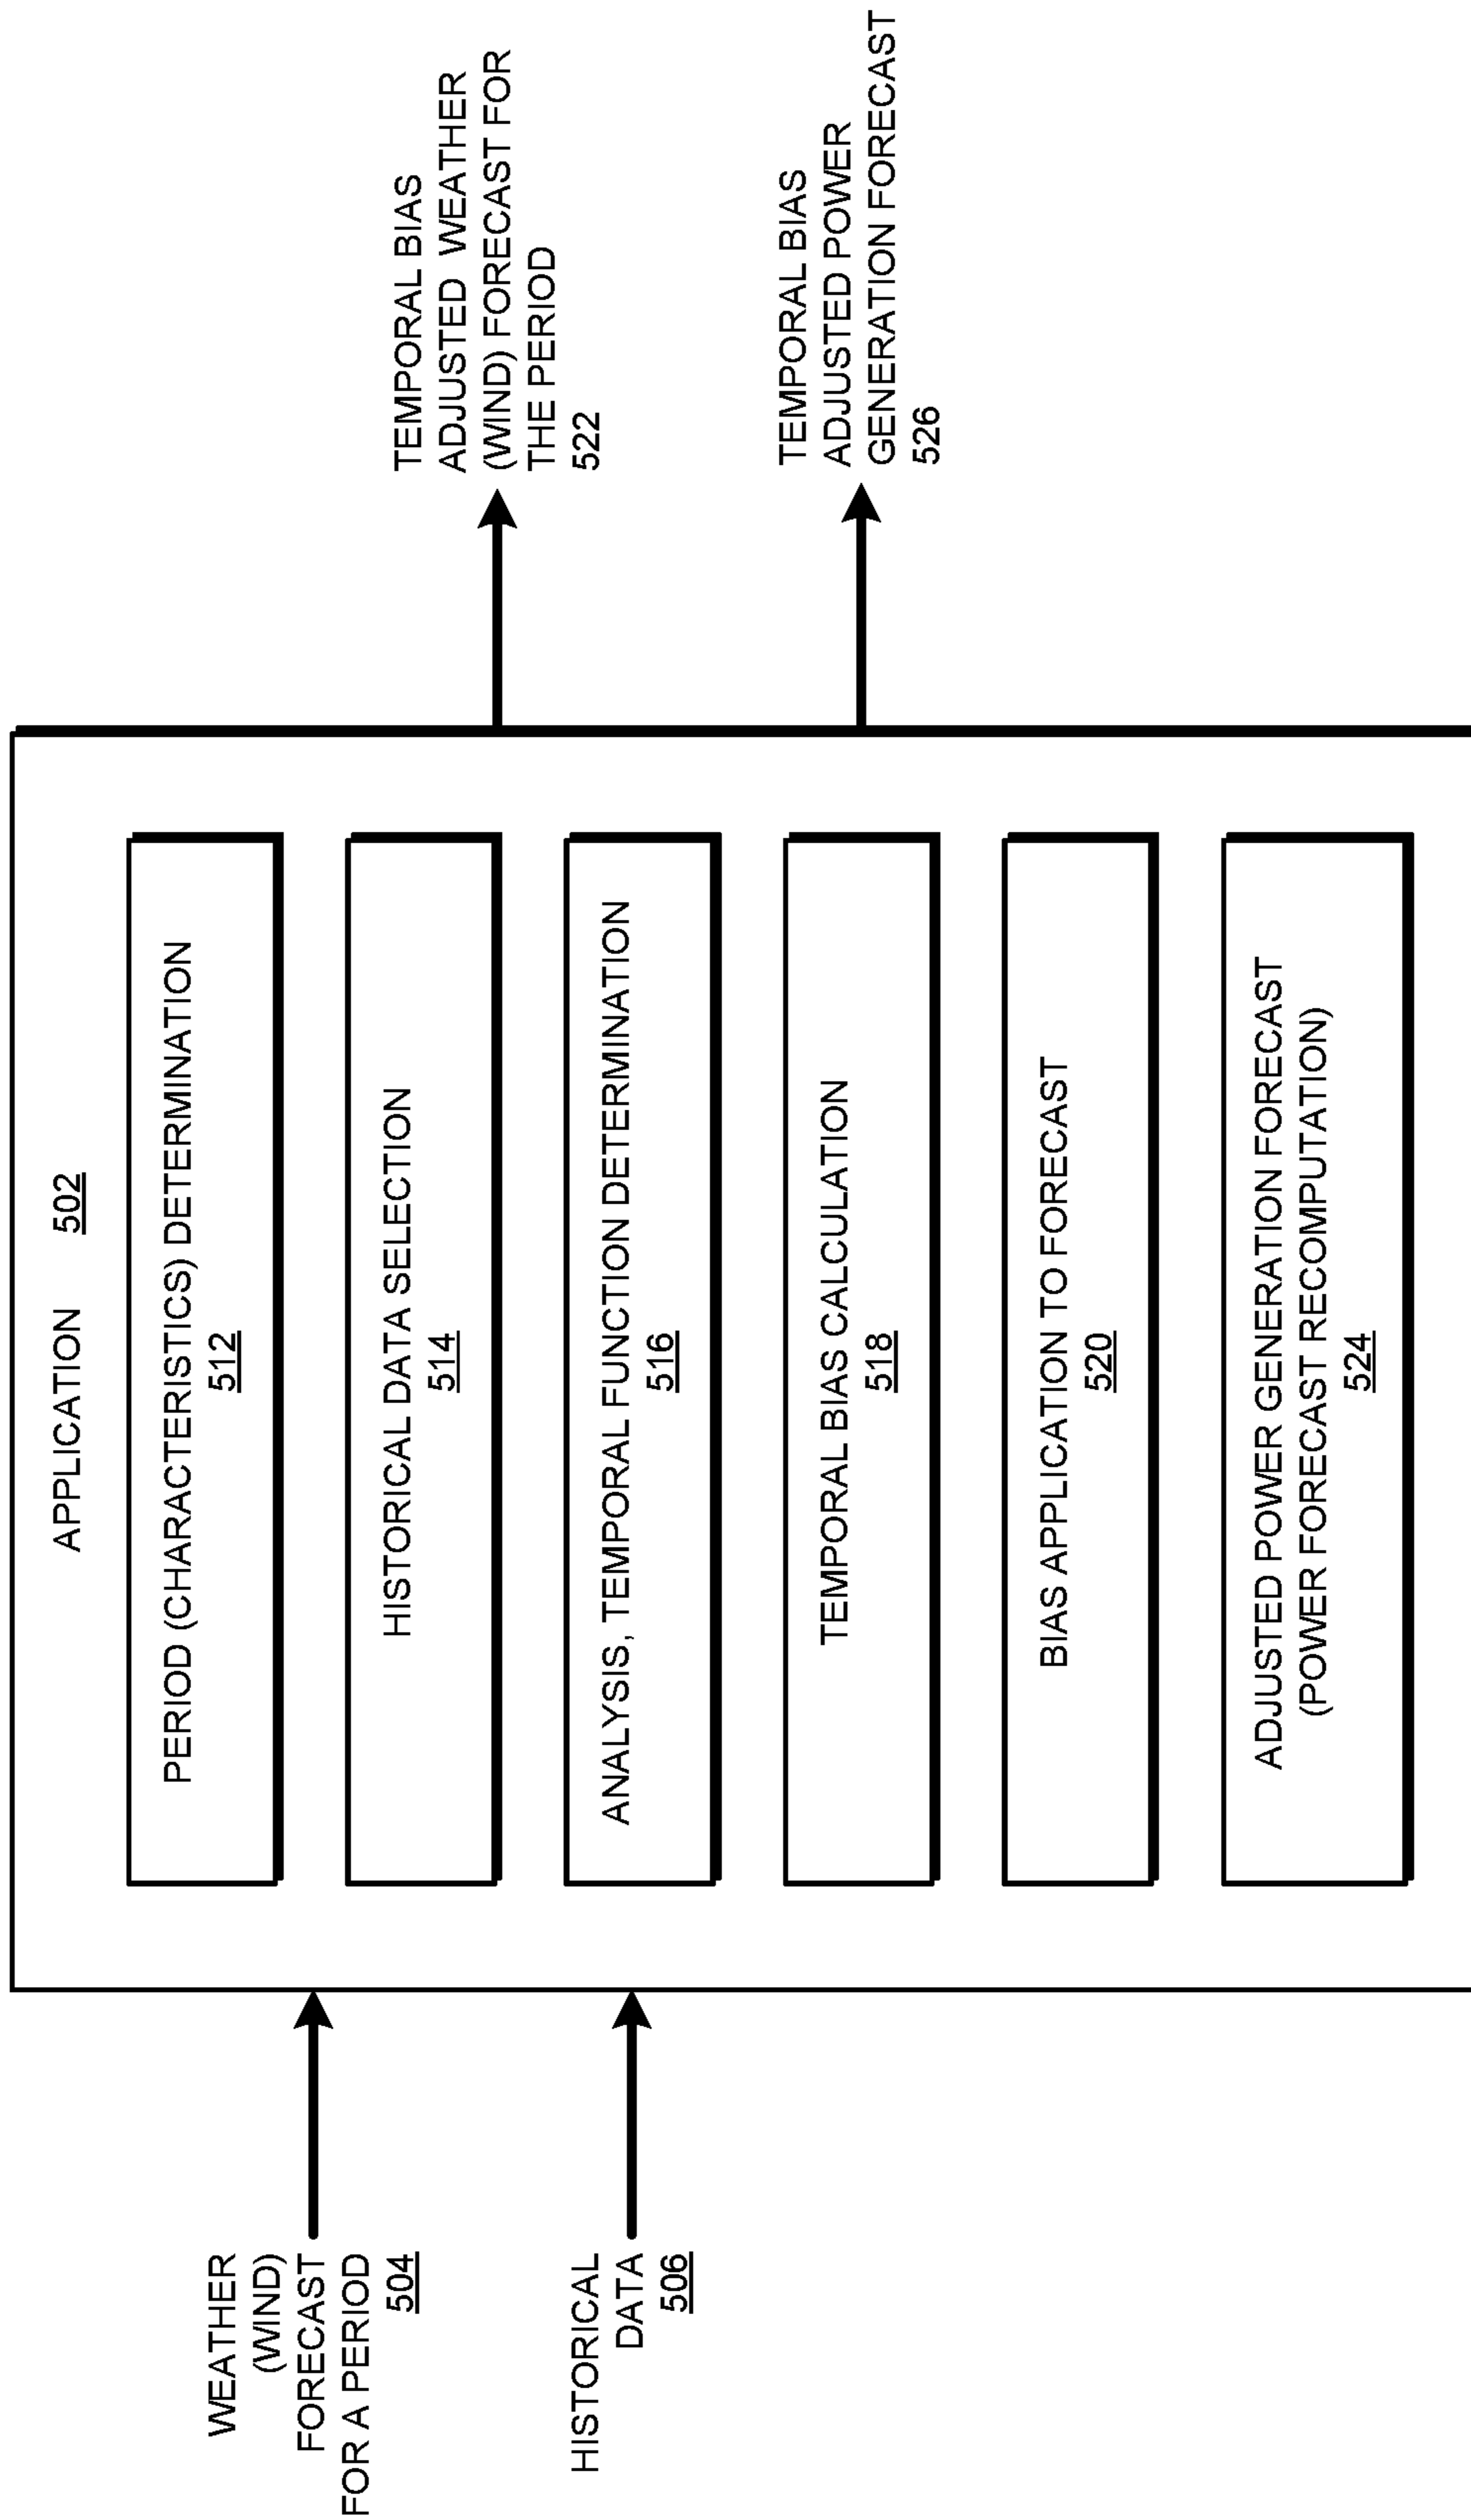 WEATHER
(WIND)
FORECAST
FOR A PERIOD
504
HISTORICAL
DATA
506
APPLICATION 502
PERIOD (CHARACTERISTICS) DETERMINATION
512
HISTORICAL DATA SELECTION
514
ANALYSIS, TEMPORAL FUNCTION DETERMINATION
516
TEMPORAL BIAS CALCULATION
518
BIAS APPLICATION TO FORECAST
520
ADJUSTED POWER GENERATION FORECAST
(POWER FORECAST RECOMPUTATION)
524
TEMPORAL BIAS
ADJUSTED WEATHER
(WIND) FORECAST FOR
THE PERIOD
522
TEMPORAL BIAS
ADJUSTED POWER
GENERATION FORECAST
526